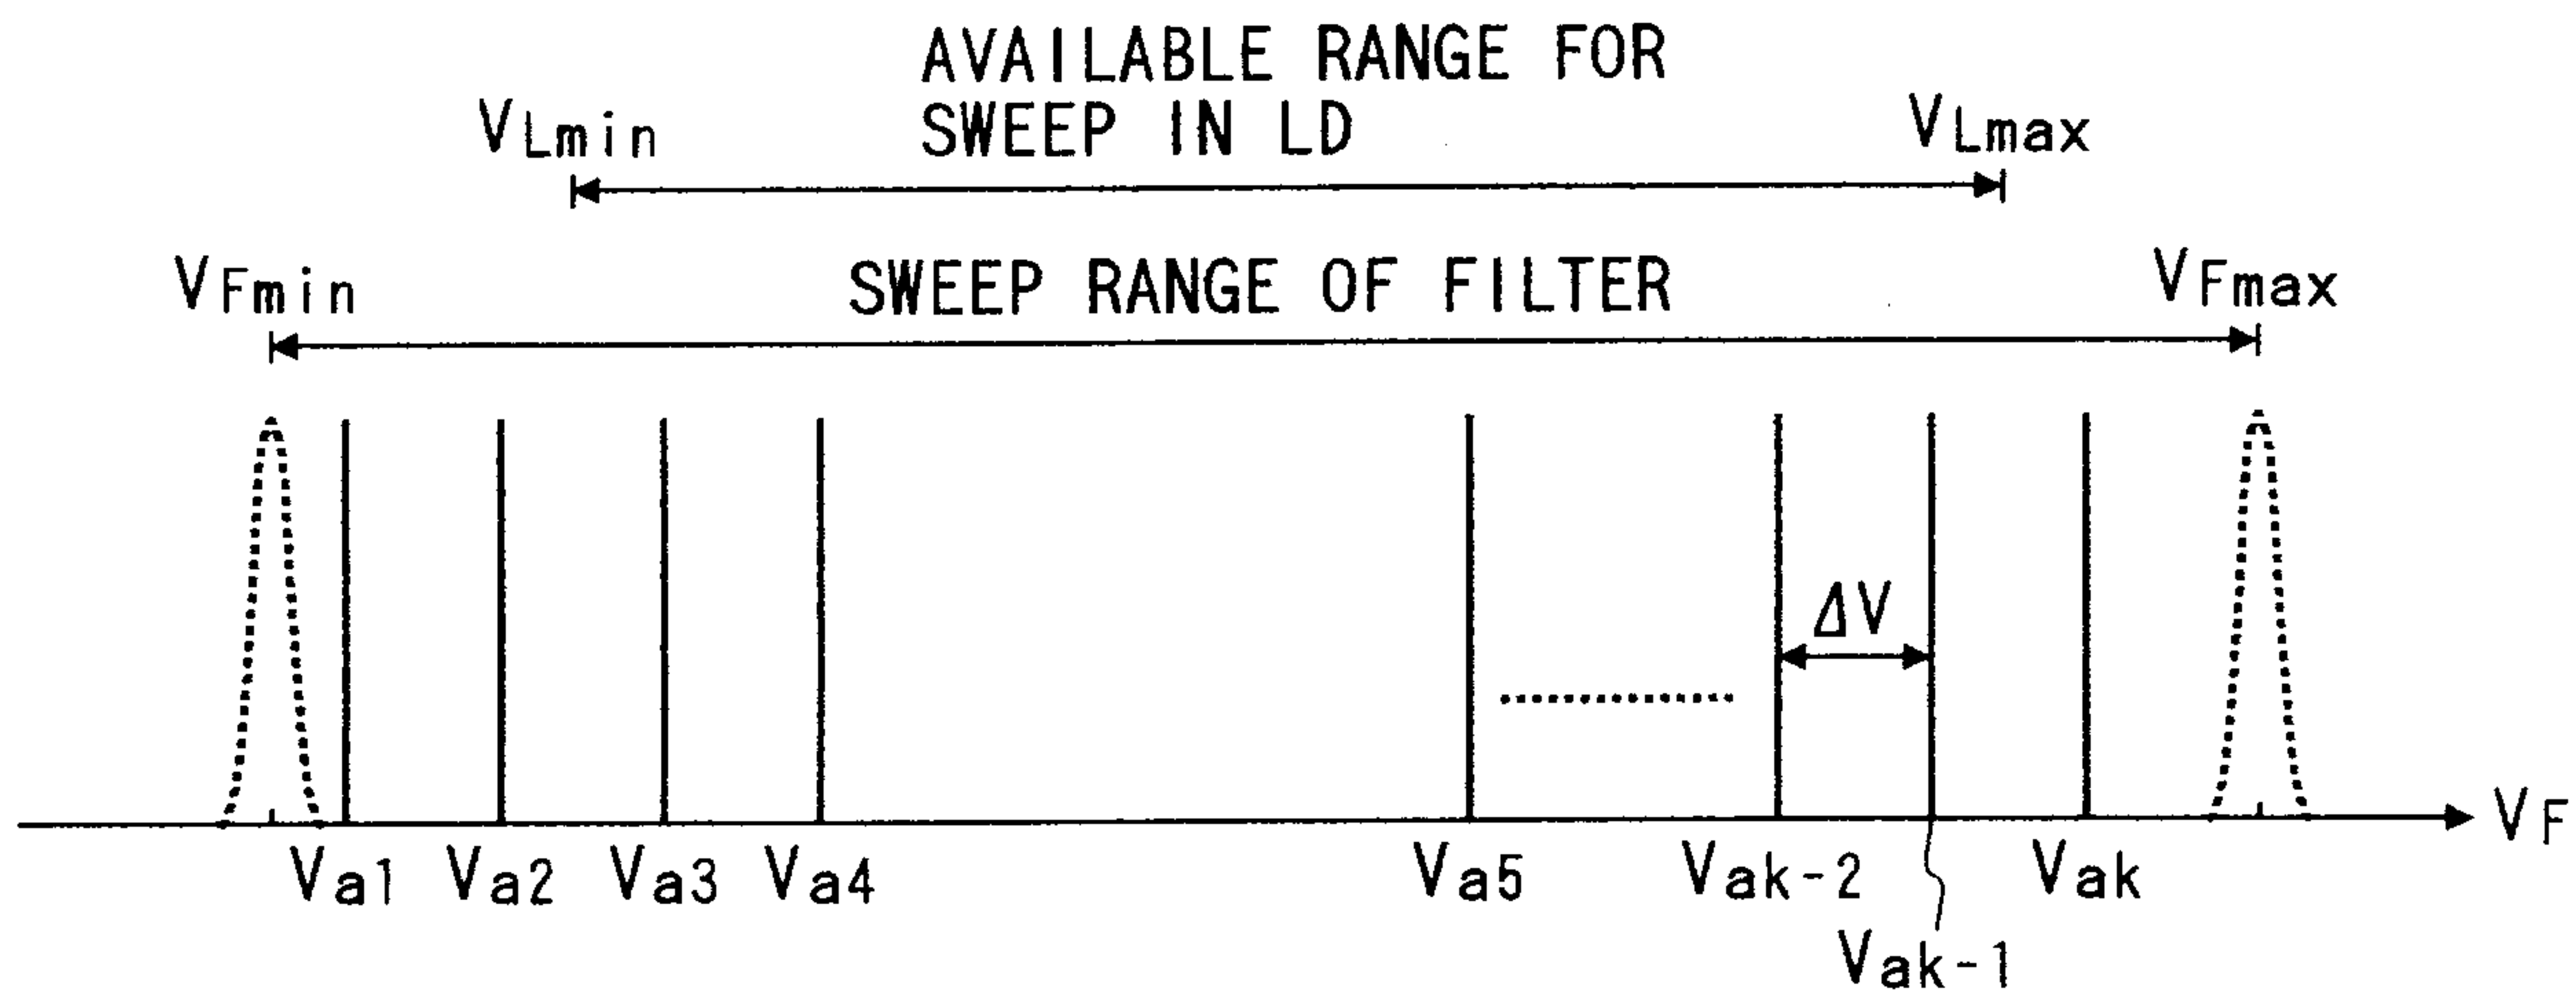 AVAILABLE RANGE FOR
SWEEP IN LD
VLmin
VLmax
VFmin
SWEEP RANGE OF FILTER
VFmax
ΔV
VF
Va1 Va2 Va3 Va4 Va5 Vak-2 Vak
Vak-1